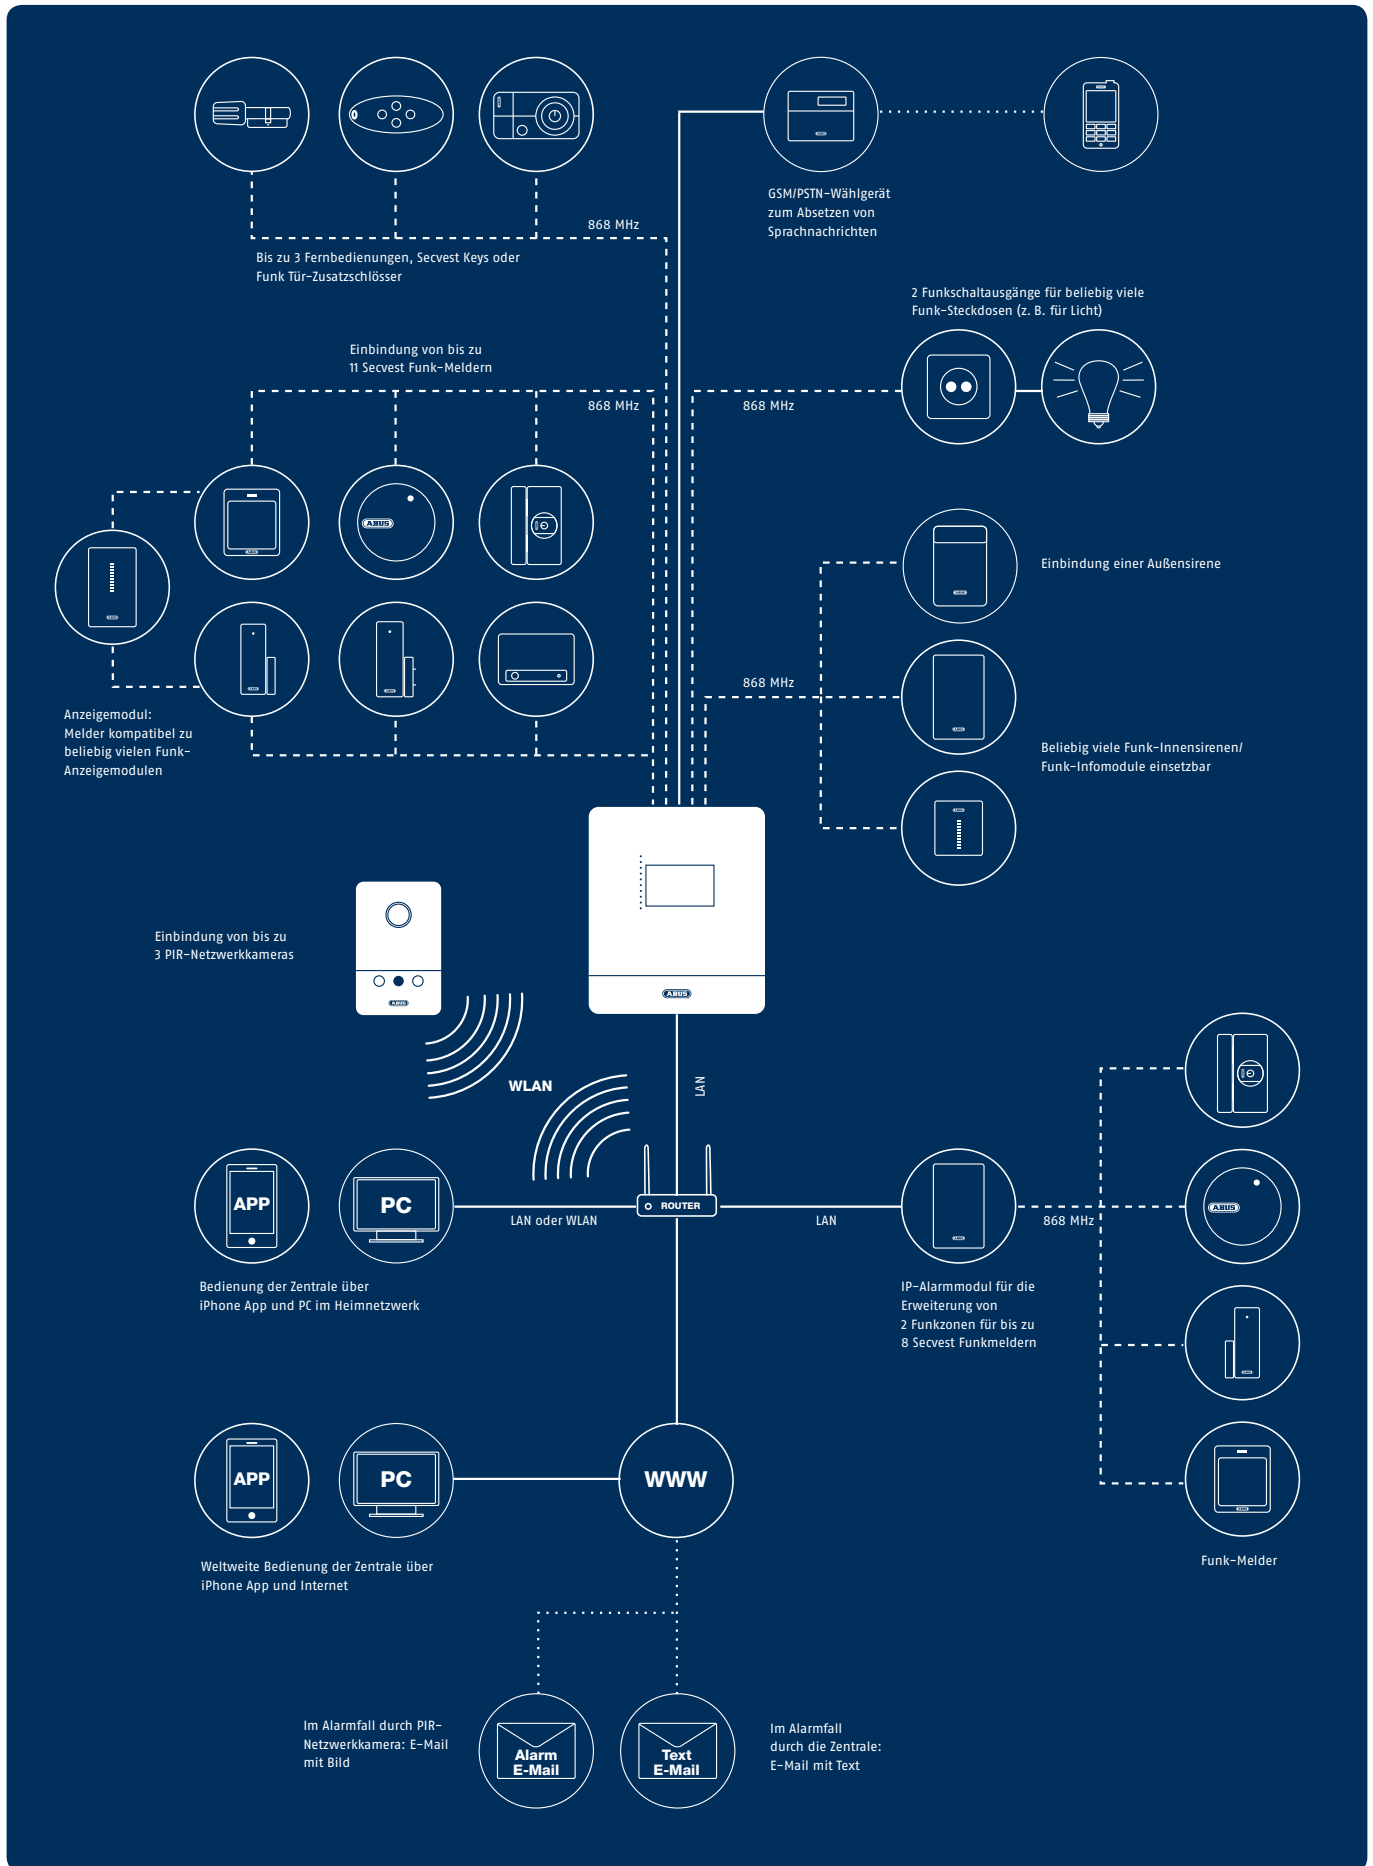 GSM/PSTN-Wählgerät
zum Absetzen von
Sprachnachrichten
868 MHz
Bis zu 3 Fernbedienungen, Secvest Keys oder
Funk Tür-Zusatzschlösser
2 Funkschaltausgänge für beliebig viele
Funk-Steckdosen (z. B. für Licht)
Einbindung von bis zu
11 Secvest Funk-Meldern
868 MHz
868 MHz
ABUS
Einbindung einer Außensirene
868 MHz
Anzeigemodul:
Melder kompatibel zu
beliebig vielen Funk-
Anzeigemodulen
Beliebig viele Funk-Innensirenen/
Funk-Infomodule einsetzbar
Einbindung von bis zu
3 PIR-Netzwerkkameras
ABUS
ABUS
WLAN
LAN
APP
PC
LAN oder WLAN
ROUTER
LAN
868 MHz
ABUS
Bedienung der Zentrale über
iPhone App und PC im Heimnetzwerk
IP-Alarmmodul für die
Erweiterung von
2 Funkzonen für bis zu
8 Secvest Funkmeldern
APP
PC
WWW
Weltweite Bedienung der Zentrale über
iPhone App und Internet
Funk-Melder
Im Alarmfall durch PIR-
Netzwerkkamera: E-Mail
mit Bild
Alarm
E-Mail
Text
E-Mail
Im Alarmfall
durch die Zentrale:
E-Mail mit Text